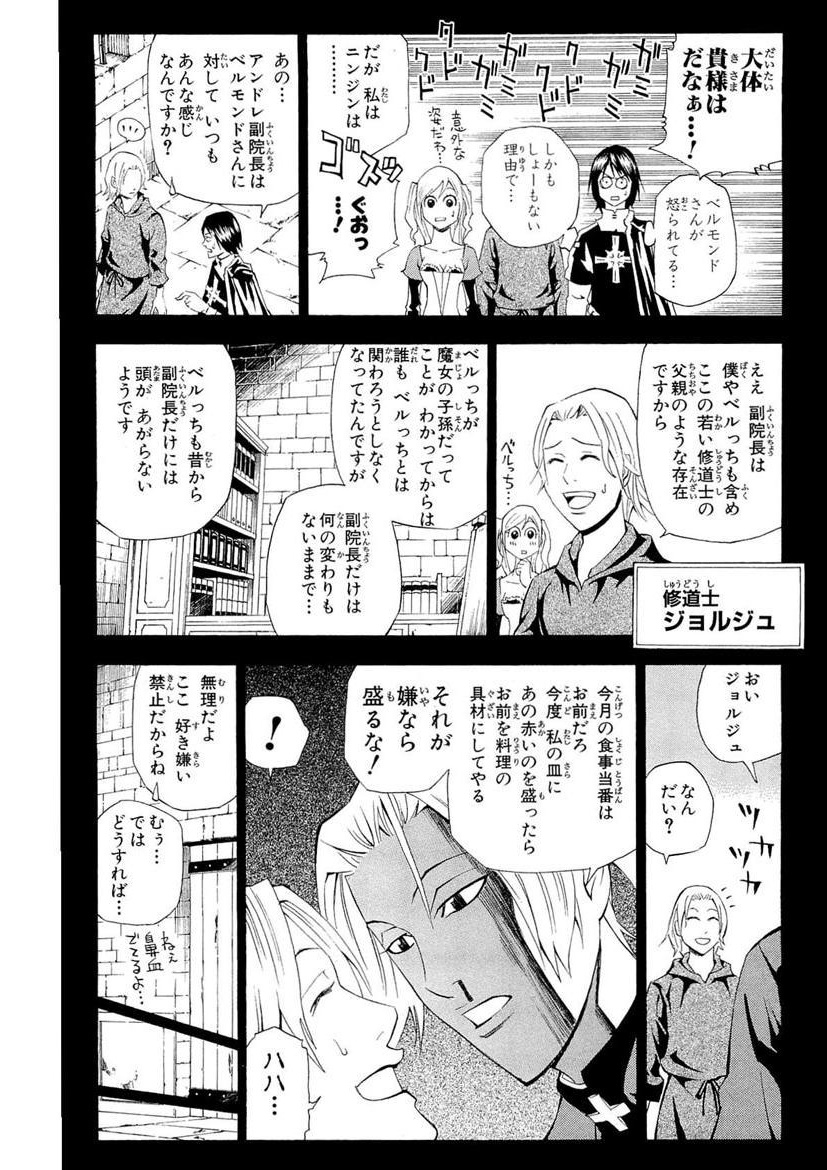 大体
貴様は
だなぁ…！
ガミ
ガミ
ガミ
クド
クド
ベルモンド
さんが
怒られてる…
しかも
しょーもない
理由で…
意外な
姿だわ…
だが 私は
ニンジンは
ゴズッ
ぐおっ
…！
あの…
アンドレ副院長は
ベルモンドさんに
対して いつも
あんな感じ
なんですか？
ええ 副院長は
僕やベルっちも含め
ここの若い修道士の
父親のような存在
ですから
ベルっち…
修道士
ジョルジュ
ベルっちが
魔女の子孫だって
ことが わかってからは
誰も ベルっちとは
関わろうとしなく
なってたんですが
副院長だけは
何の変わりも
ないままで…
ベルっちも昔から
副院長だけには
頭が あがらない
ようです
おい
ジョルジュ
なん
だい？
ツカ
ツカ
今月の食事当番は
お前だろ
今度 私の皿に
あの赤いのを盛ったら
お前を料理の
具材にしてやる
それが
嫌なら
盛るな！
ハハ…
！
無理だよ
ここ 好き嫌い
禁止だからね
むぅ…
では
どうすれば…
ねぇ
鼻血
でてるよ…